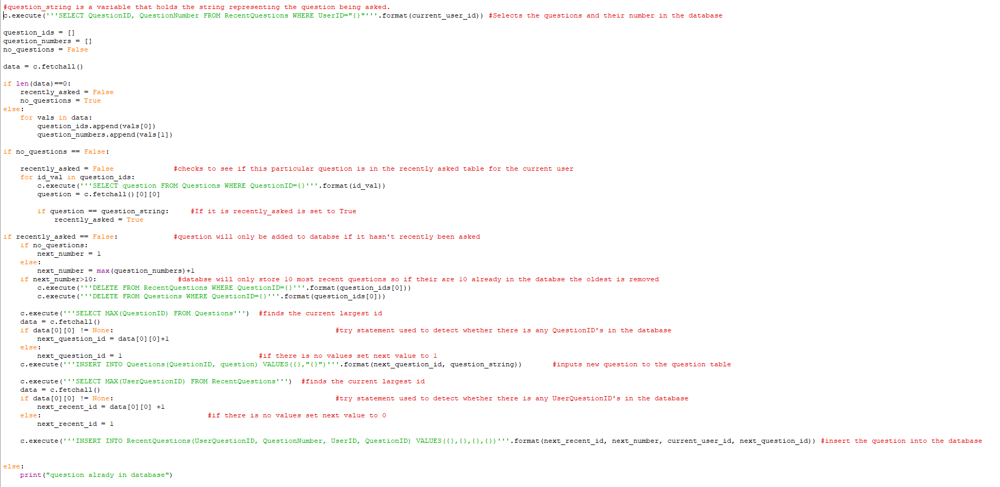 #question_string is a variable that holds the string representing the question being asked.
c.execute('''SELECT QuestionID, QuestionNumber FROM RecentQuestions WHERE UserID="{}"'''.format(current_user_id)) #Selects the questions and their number in the database

question_ids = []
question_numbers = []
no_questions = False

data = c.fetchall()

if len(data)==0:
    recently_asked = False
    no_questions = True
else:
    for vals in data:
        question_ids.append(vals[0])
        question_numbers.append(vals[1])

if no_questions == False:

    recently_asked = False              #checks to see if this particular question is in the recently asked table for the current user
    for id_val in question_ids:
        c.execute('''SELECT question FROM Questions WHERE QuestionID={}'''.format(id_val))
        question = c.fetchall()[0][0]

        if question == question_string:     #If it is recently_asked is set to True
            recently_asked = True

if recently_asked == False:             #question will only be added to databse if it hasn't recently been asked
    if no_questions:
        next_number = 1
    else:
        next_number = max(question_numbers)+1
    if next_number>10:                   #databse will only store 10 most recent questions so if their are 10 already in the databse the oldest is removed
        c.execute('''DELETE FROM RecentQuestions WHERE QuestionID={}'''.format(question_ids[0]))
        c.execute('''DELETE FROM Questions WHERE QuestionID={}'''.format(question_ids[0]))

    c.execute('''SELECT MAX(QuestionID) FROM Questions''')  #finds the current largest id
    data = c.fetchall()
    if data[0][0] != None:                                                    #try statement used to detect whether there is any QuestionID's in the database
        next_question_id = data[0][0]+1
    else:
        next_question_id = 1                                #if there is no values set next value to 1
    c.execute('''INSERT INTO Questions(QuestionID, question) VALUES({},"{}")'''.format(next_question_id, question_string))       #inputs new question to the question table

    c.execute('''SELECT MAX(UserQuestionID) FROM RecentQuestions''')  #finds the current largest id
    data = c.fetchall()
    if data[0][0] != None:                                                    #try statement used to detect whether there is any UserQuestionID's in the database
        next_recent_id = data[0][0] +1
    else:                                       #if there is no values set next value to 0
        next_recent_id = 1

    c.execute('''INSERT INTO RecentQuestions(UserQuestionID, QuestionNumber, UserID, QuestionID) VALUES({},{},{},{})'''.format(next_recent_id, next_number, current_user_id, next_question_id)) #insert the question into the database


else:
    print("question alrady in database")